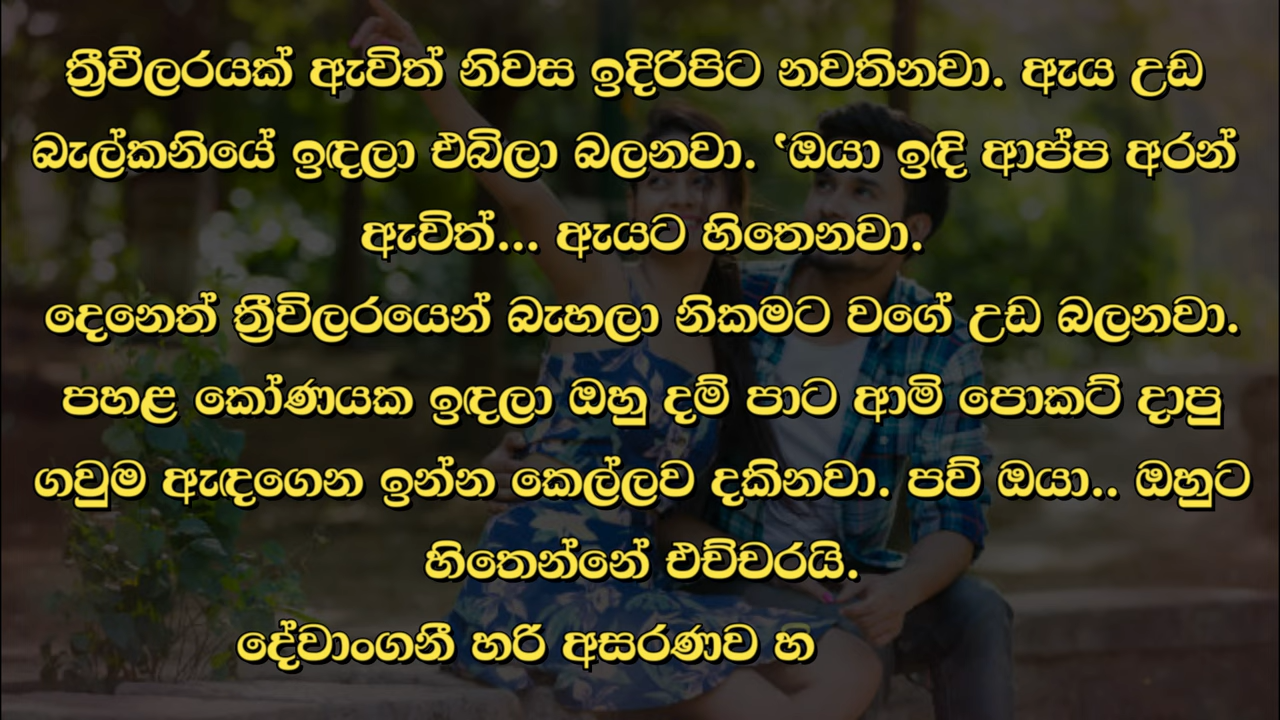 ත්‍රීවීලරයක් ඇවිත් නිවස ඉදිරිපිට නවතිනවා. ඇය උඩ
බැල්කනියේ ඉඳලා එබිලා බලනවා. ‘ඔයා ඉඳි ආප්ප අරන්
ඇවිත්... ඇයට හිතෙනවා.
දෙනෙත් ත්‍රීවිලරයෙන් බැහලා නිකමට වගේ උඩ බලනවා.
පහළ කෝණයක ඉඳලා ඔහු දම් පාට ආමි පොකට් දාපු
ගවුම ඇඳගෙන ඉන්න කෙල්ලව දකිනවා. පව් ඔයා.. ඔහුට
හිතෙන්නේ එච්චරයි.
දේවාංගනී හරි අසරණව හි